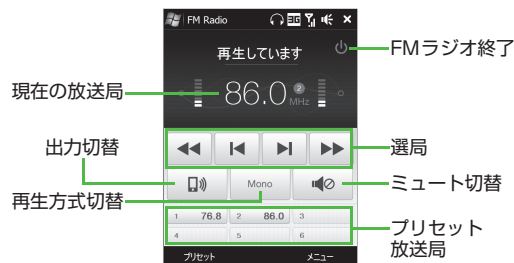 FM Radio
3G
再生しています
FMラジオ終了
現在の放送局
86.0
2
MHz
選局
出力切替
Mono
ミュート切替
再生方式切替
1 76.8 2 86.0 3
4 5 6
プリセット
放送局
プリセット メニュー